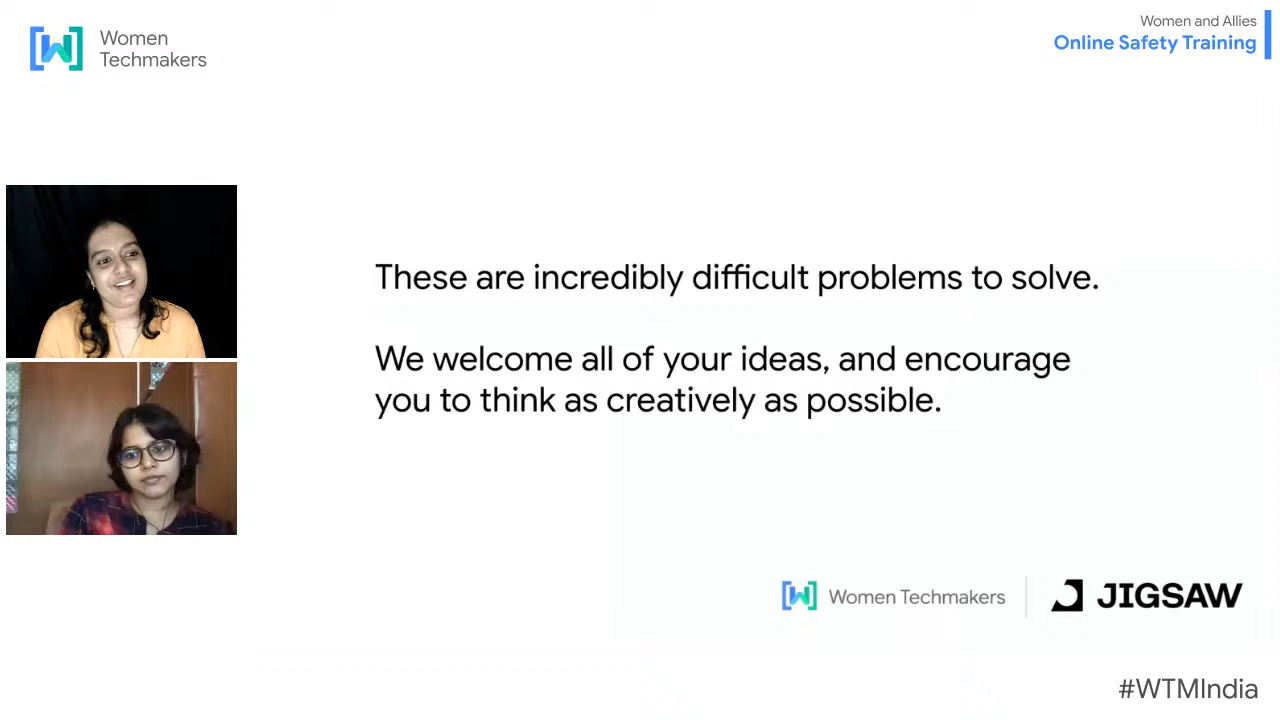 Women
Techmakers
Women and Allies
Online Safety Training
These are incredibly difficult problems to solve.
We welcome all of your ideas, and encourage
you to think as creatively as possible.
Women Techmakers
JIGSAW
#WTMIndia